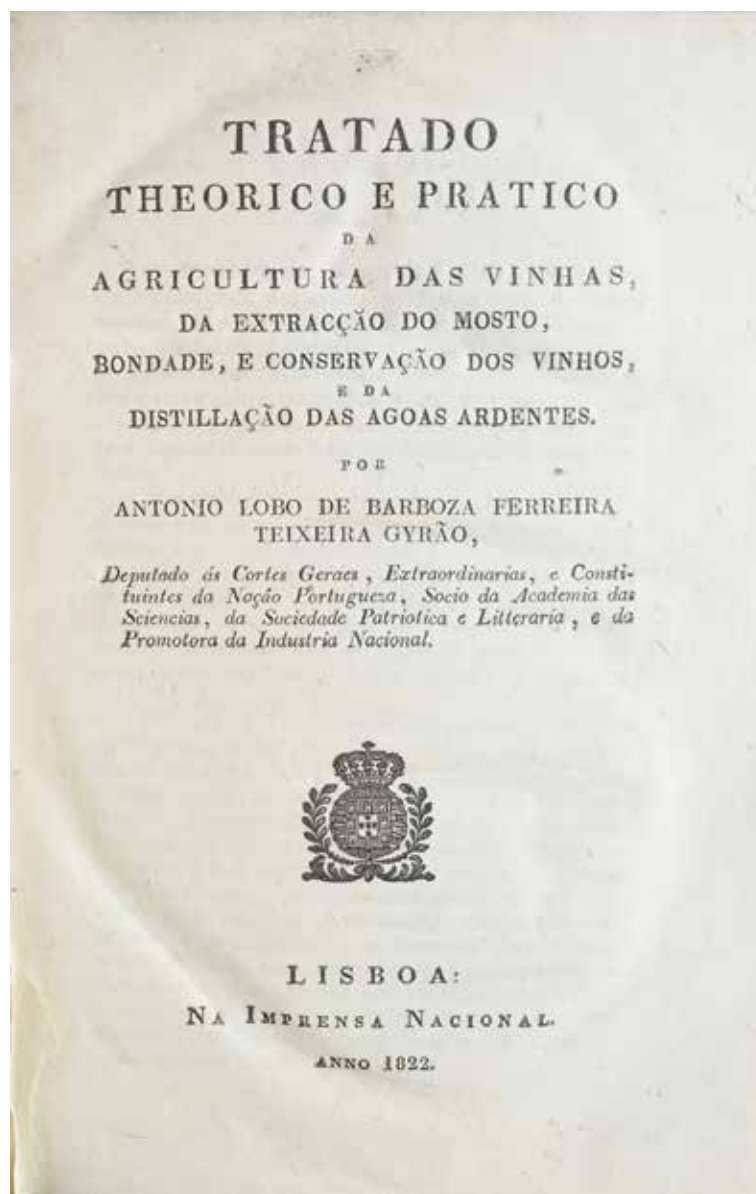 TRATADO
THEORICO E PRATICO
DA
AGRICULTURA DAS VINHAS,
DA EXTRACÇÃO DO MOSTO,
BONDADE, E CONSERVAÇÃO DOS VINHOS,
E DA
DISTILLAÇÃO DAS AGOAS ARDENTES.
POR
ANTONIO LOBO DE BARBOZA FERREIRA
TEIXEIRA GYRÃO,
Deputado ás Cortes Geraes, Extraordinarias, e Consti-
tuintes da Nação Portugueza, Socio da Academia das
Sciencias, da Sociedade Patriotica e Litteraria, e da
Promotora da Industria Nacional.
LISBOA:
NA IMPRENSA NACIONAL.
ANNO 1822.